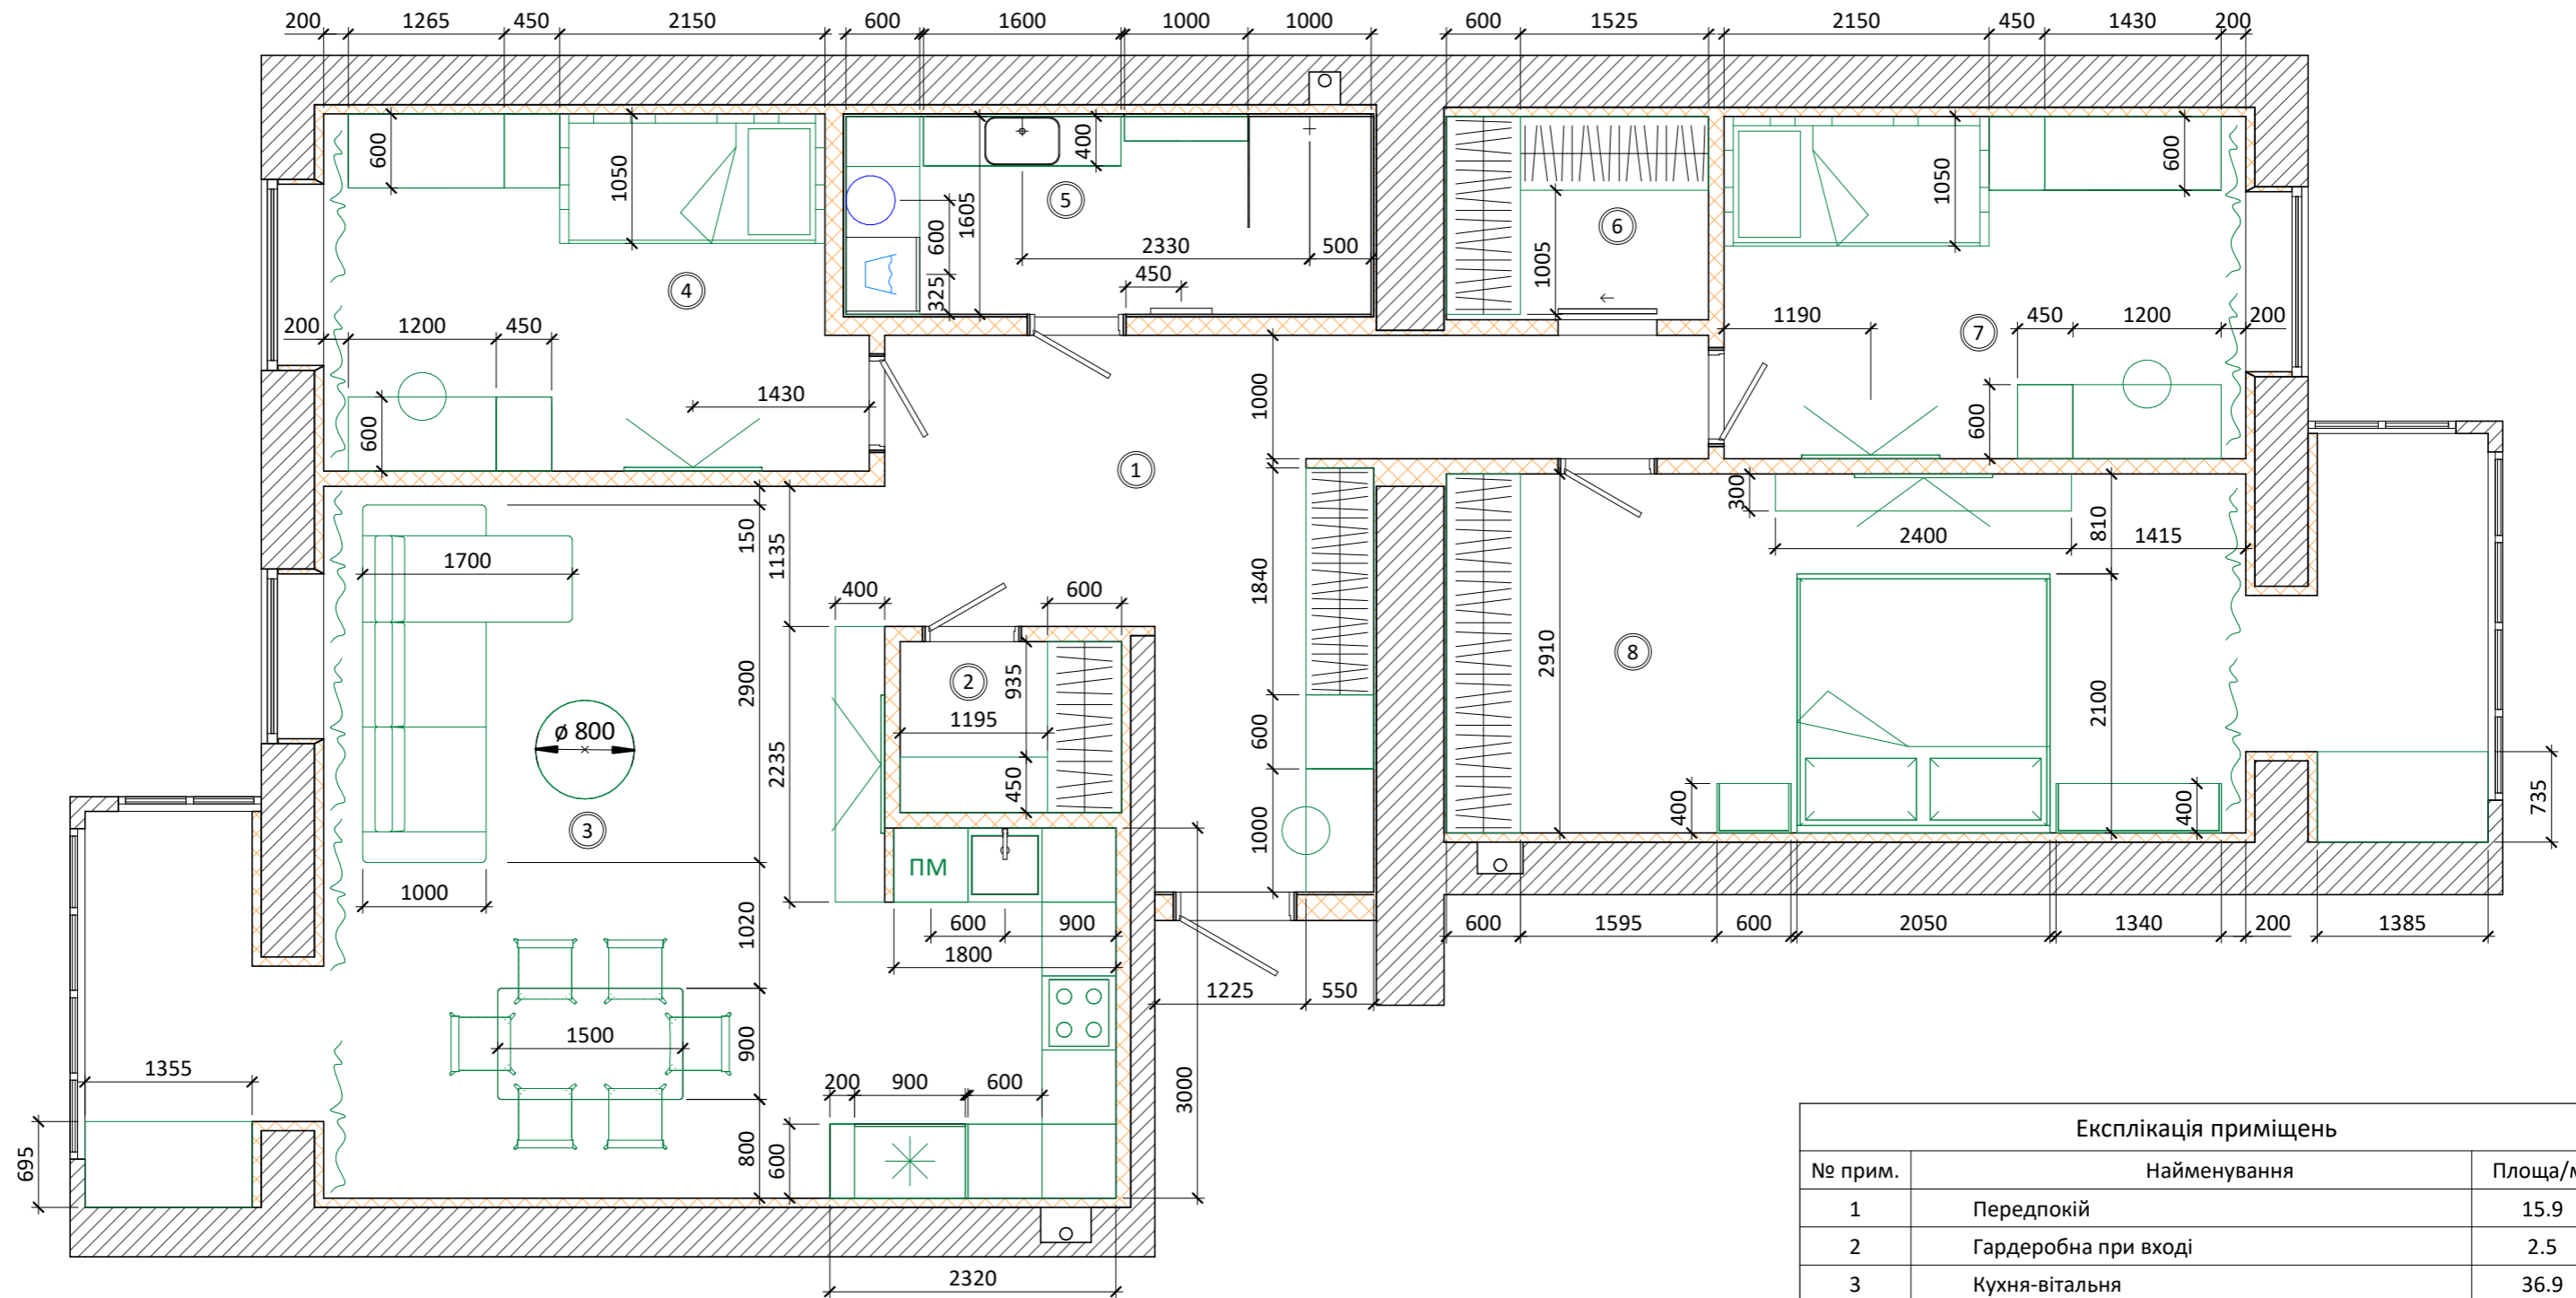 200 1265 450 2150 600 1600 1000 1000 600 1525 2150 450 1430 200
600 1050 400 1050 600
5 1605 6
600 2330 500 1005
4 325 450
200 1200 450 1190 7 450 1200 200
1430 1000
600 600
1
150 1135 300 810
1700 2400 1415
400 600 1840
2910 8
2 935
2900 1195 2100
ø 800 2235 600
450
3 400 400 735
1000 ПМ 1000
600 900 600 1595 600 2050 1340 200 1385
1020 1800
1225 550
1500 900
1355 200 900 600 3000
695 800 600
2320
Експлікація приміщень
№ прим. Найменування Площа/м
1 Передпокій 15.9
2 Гардеробна при вході 2.5
3 Кухня-вітальня 36.9